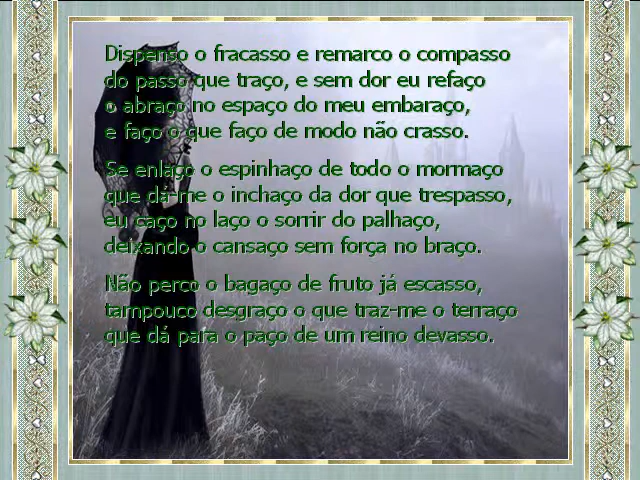 Dispenso o fracasso e remarco o compasso
do passo que traço, e sem dor eu refaço
o abraço no espaço do meu embaraço,
e faço o que faço de modo não crasso.
Se enlaço o espinhaço de todo o mormaço
que dá-me o inchaço da dor que trespasso,
eu caço no laço o sorrir do palhaço,
deixando o cansaço sem força no braço.
Não perco o bagaço de fruto já escasso,
tampouco desgraço o que traz-me o terraço
que dá para o paço de um reino devasso.